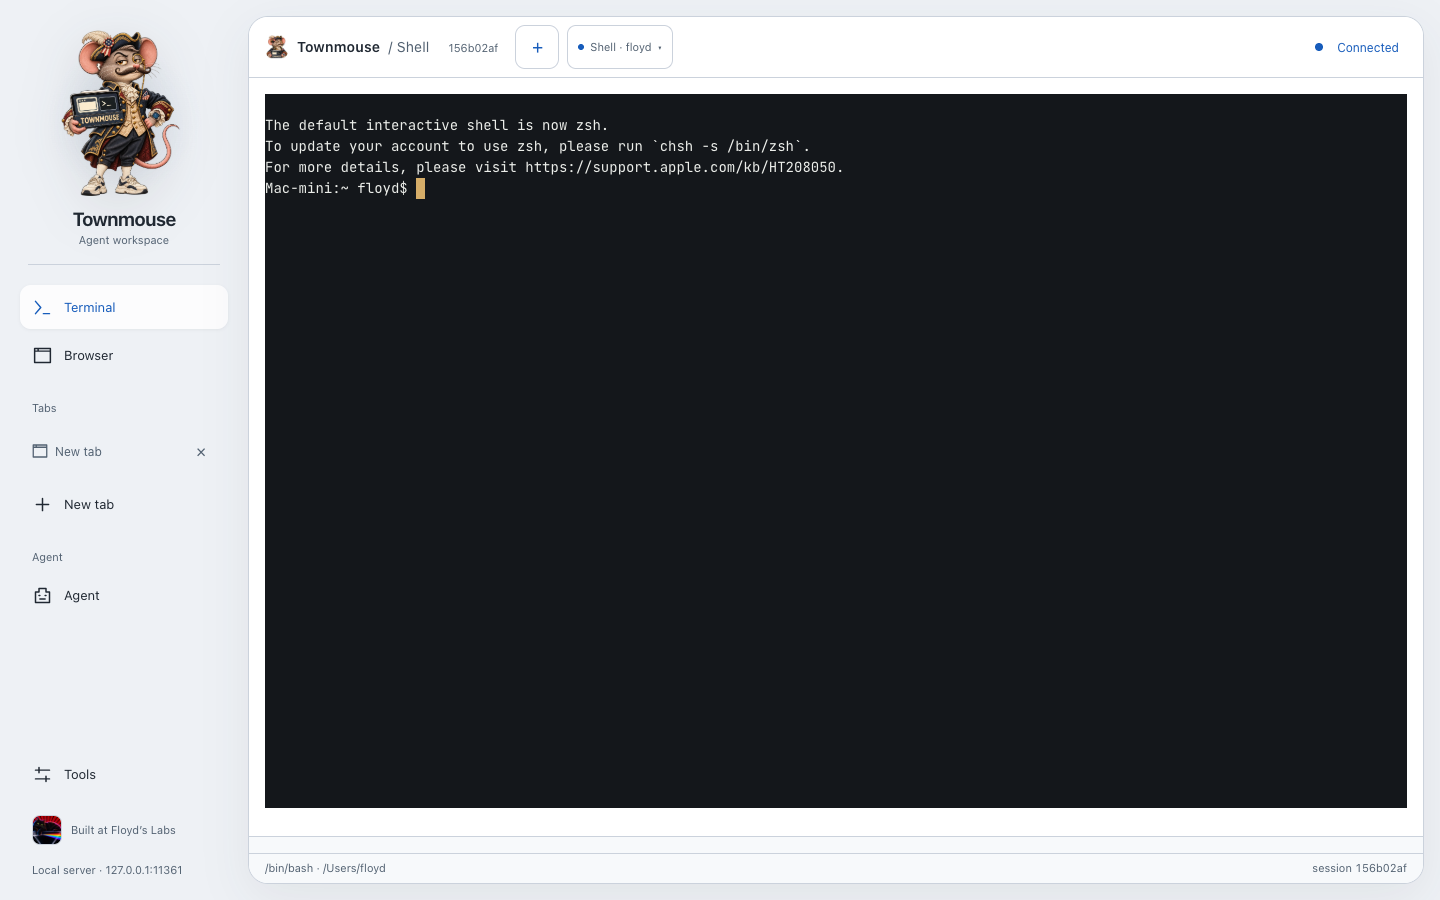 TOWNMOUSE
Townmouse
Agent workspace
Terminal
Browser
Tabs
New tab
New tab
Agent
Agent
Tools
Built at Floyd's Labs
Local server · 127.0.0.1:11361
Townmouse / Shell 156b02af + Shell · floyd Connected
The default interactive shell is now zsh.
To update your account to use zsh, please run `chsh -s /bin/zsh`.
For more details, please visit https://support.apple.com/kb/HT208050.
Mac-mini:~ floyd$
/bin/bash · /Users/floyd
session 156b02af